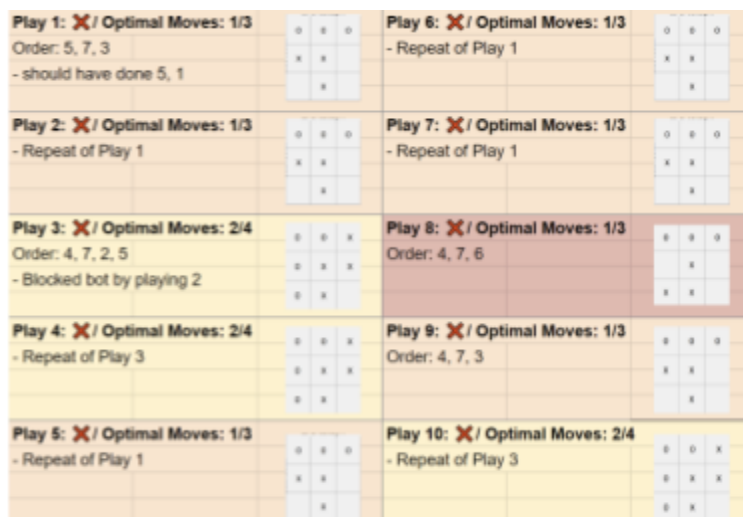 Play 1: ❌/ Optimal Moves: 1/3
Order: 5, 7, 3
- should have done 5, 1
o o o
x x
x
Play 6: ❌/ Optimal Moves: 1/3
- Repeat of Play 1
o o o
x x
x
Play 2: ❌/ Optimal Moves: 1/3
- Repeat of Play 1
o o o
x x
x
Play 7: ❌/ Optimal Moves: 1/3
- Repeat of Play 1
o o o
x x
x
Play 3: ❌/ Optimal Moves: 2/4
Order: 4, 7, 2, 5
- Blocked bot by playing 2
o o x
o x x
o x
Play 8: ❌/ Optimal Moves: 1/3
Order: 4, 7, 6
o o o
x
x x
Play 4: ❌/ Optimal Moves: 2/4
- Repeat of Play 3
o o x
o x x
o x
Play 9: ❌/ Optimal Moves: 1/3
Order: 4, 7, 3
o o o
x x
x
Play 5: ❌/ Optimal Moves: 1/3
- Repeat of Play 1
o o o
x x
x
Play 10: ❌/ Optimal Moves: 2/4
- Repeat of Play 3
o o x
o x x
o x